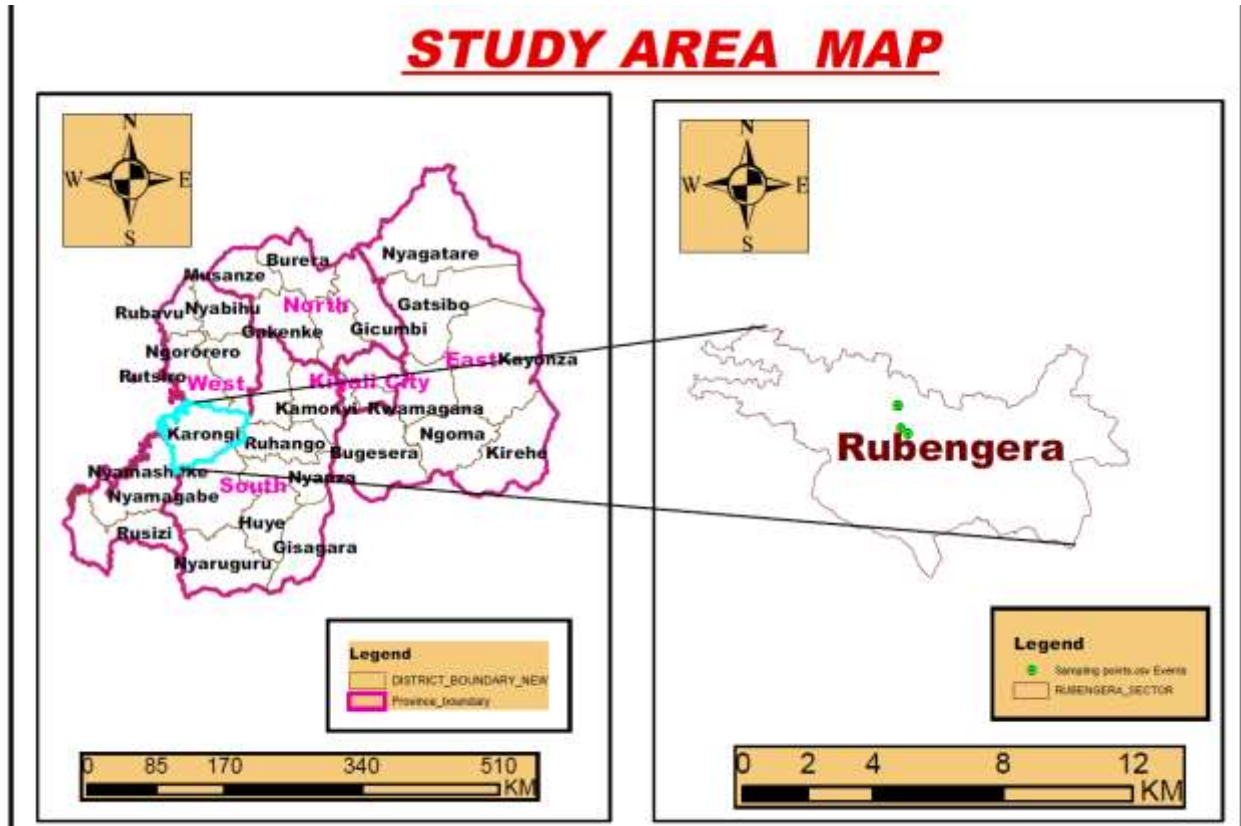 STUDY AREA MAP
N
W E
S
Nyagatare
Burera
Musanze
Gatsibo
North
Rubavu Nyabihu
Gakenke Gicumbi
Ngororero
East Kayonza
Rutsiro
West
Kigali City
Kamonyi Rwamagana
Karongi
Ruhango
Ngoma
Bugesera
Kirehe
Nyamasheke
Nyanza
South
Nyamagabe
Huye
Rusizi
Gisagara
Nyaruguru
Legend
DISTRICT_BOUNDARY_NEW
Province_boundary
0 85 170 340 510
KM
N
W E
S
Rubengera
Legend
Sampling points.csv Events
RUBENGERA_SECTOR
0 2 4 8 12
KM